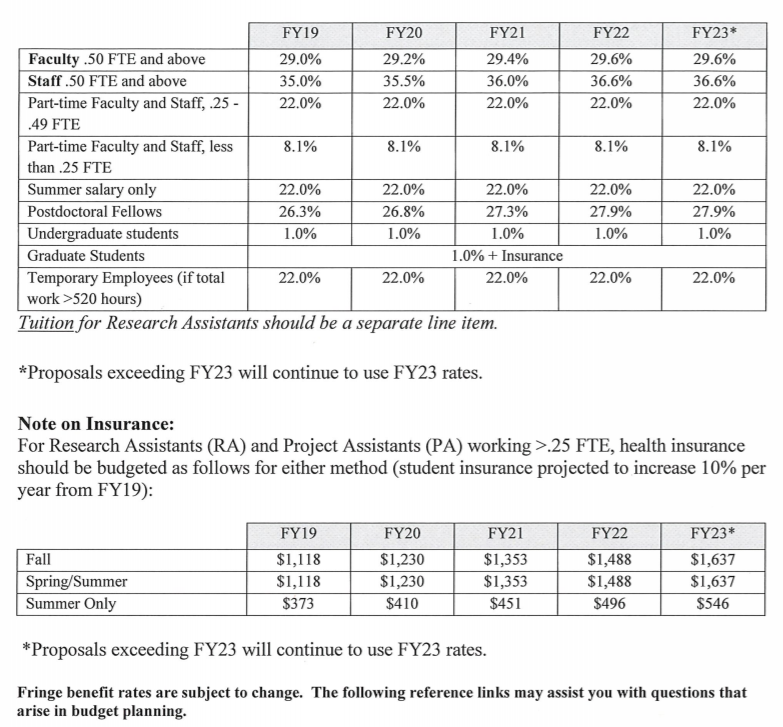 FY19 FY20 FY21 FY22 FY23*
Faculty .50 FTE and above 29.0% 29.2% 29.4% 29.6% 29.6%
Staff .50 FTE and above 35.0% 35.5% 36.0% 36.6% 36.6%
Part-time Faculty and Staff, .25 - 22.0% 22.0% 22.0% 22.0% 22.0%
.49 FTE
Part-time Faculty and Staff, less 8.1% 8.1% 8.1% 8.1% 8.1%
than .25 FTE
Summer salary only 22.0% 22.0% 22.0% 22.0% 22.0%
Postdoctoral Fellows 26.3% 26.8% 27.3% 27.9% 27.9%
Undergraduate students 1.0% 1.0% 1.0% 1.0% 1.0%
Graduate Students 1.0% + Insurance
Temporary Employees (if total 22.0% 22.0% 22.0% 22.0% 22.0%
work >520 hours)
Tuition for Research Assistants should be a separate line item.
*Proposals exceeding FY23 will continue to use FY23 rates.
Note on Insurance:
For Research Assistants (RA) and Project Assistants (PA) working >.25 FTE, health insurance
should be budgeted as follows for either method (student insurance projected to increase 10% per
year from FY19):
FY19 FY20 FY21 FY22 FY23*
Fall $1,118 $1,230 $1,353 $1,488 $1,637
Spring/Summer $1,118 $1,230 $1,353 $1,488 $1,637
Summer Only $373 $410 $451 $496 $546
*Proposals exceeding FY23 will continue to use FY23 rates.
Fringe benefit rates are subject to change. The following reference links may assist you with questions that
arise in budget planning.